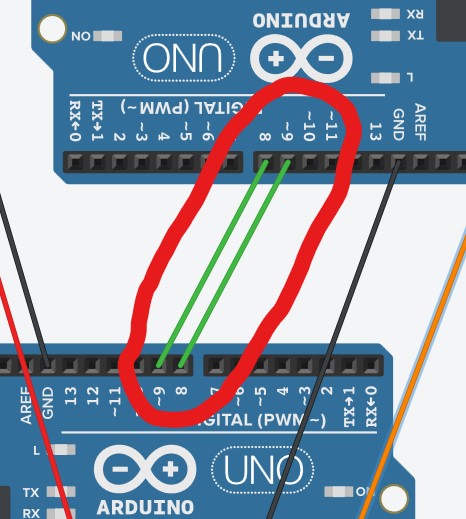 ARDUINO
RX
TX
L
ON
UNO
DIGITAL (PWM~)
RX←0
TX→1
2
~3
4
~5
~6
8
~9
~10
~11
13
GND
AREF
AREF
GND
13
12
~11
~9
8
7
~6
~5
4
~3
2
TX→1
RX←0
DIGITAL (PWM~)
L
UNO
TX
RX
ARDUINO
ON